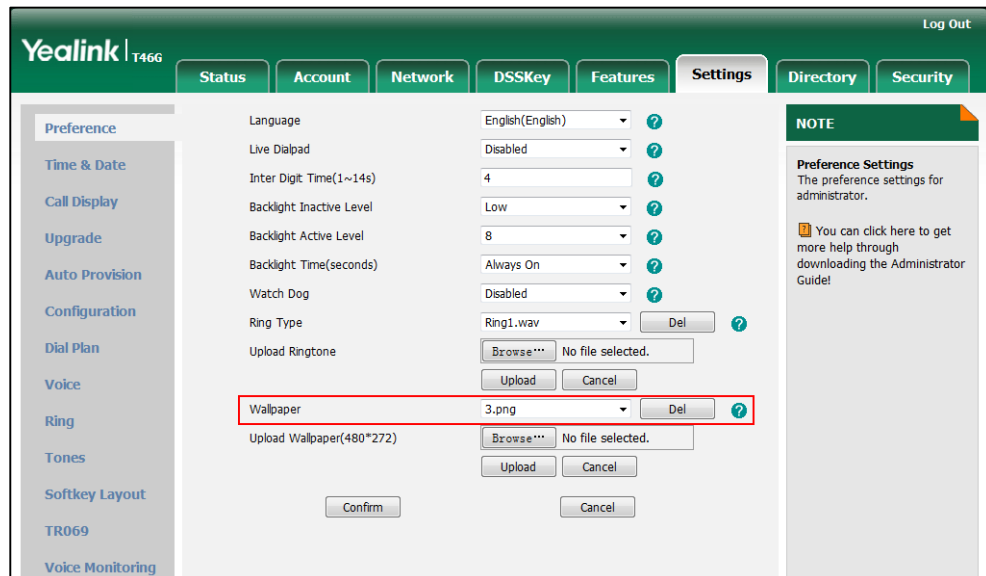 Log Out
Yealink | T46G
Status Account Network DSSKey Features Settings Directory Security
Preference
Time & Date
Call Display
Upgrade
Auto Provision
Configuration
Dial Plan
Voice
Ring
Tones
Softkey Layout
TR069
Voice Monitoring
Language English(English) ?
Live Dialpad Disabled ?
Inter Digit Time(1~14s) 4 ?
Backlight Inactive Level Low ?
Backlight Active Level 8 ?
Backlight Time(seconds) Always On ?
Watch Dog Disabled ?
Ring Type Ring1.wav Del ?
Upload Ringtone Browse… No file selected.
Upload Cancel
Wallpaper 3.png Del ?
Upload Wallpaper(480*272) Browse… No file selected.
Upload Cancel
Confirm Cancel
NOTE
Preference Settings
The preference settings for
administrator.
? You can click here to get
more help through
downloading the Administrator
Guide!